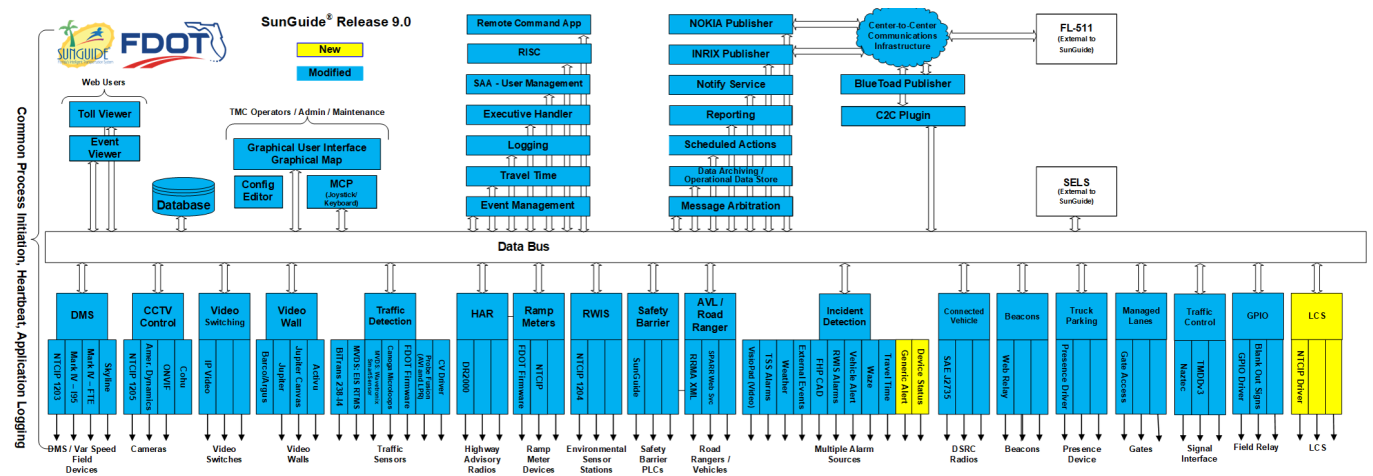 SunGuide® Release 9.0
SUNGUIDE
FDOT
New
Modified
Common Process Initiation, Heartbeat, Application Logging
Web Users
Toll Viewer
Event
Viewer
Database
TMC Operators / Admin / Maintenance
Graphical User Interface
Graphical Map
Config
Editor
MCP
(Joystick/
Keyboard)
Remote Command App
RISC
SAA - User Management
Executive Handler
Logging
Travel Time
Event Management
NOKIA Publisher
INRIX Publisher
Notify Service
Reporting
Scheduled Actions
Data Archiving /
Operational Data Store
Message Arbitration
Center-to-Center
Communications
Infrastructure
BlueToad Publisher
C2C Plugin
FL-511
(External to
SunGuide)
SELS
(External to
SunGuide)
Data Bus
DMS
NTCIP 1203
Mark IV – I95
Mark IV – FTE
Skyline
DMS / Var Speed
Field
Devices
CCTV
Control
NTCIP 1205
Amer. Dynamics
ONVIF
Cohu
Cameras
Video
Switching
IP Video
Video
Switches
Video
Wall
Barco/Argus
Jupiter
Jupiter Canvas
Activu
Video
Walls
Traffic
Detection
BiTrans 238-I4
MVDS: EIS RTMS
MVDS: Wavetronix
SmartSensor
Canoga Microloops
FDOT Firmware
Probe Fusion
(AVI and LPR)
CV Driver
Traffic
Sensors
HAR
DR2000
Highway
Advisory
Radios
Ramp
Meters
FDOT Firmware
NTCIP
Ramp
Meter
Devices
RWIS
NTCIP 1204
Environmental
Sensor
Stations
Safety
Barrier
SunGuide
Safety
Barrier
PLCs
AVL /
Road
Ranger
RRMA XML
SPARR/Web Svc
Road
Rangers /
Vehicles
Incident
Detection
VisioPad (Video)
TSS Alarms
Weather
External Events
FHP CAD
RWIS Alarms
Vehicle Alert
Waze
Travel Time
Generic Alert
Device Status
Multiple Alarm
Sources
Connected
Vehicle
SAE J2735
DSRC
Radios
Beacons
Web Relay
Beacons
Truck
Parking
Presence Driver
Presence
Device
Managed
Lanes
Gate Access
Gates
Traffic
Control
Naztec
TMDDv3
Signal
Interface
GPIO
GPIO Driver
Blank Out Signs
Field Relay
LCS
NTCIP Driver
LCS